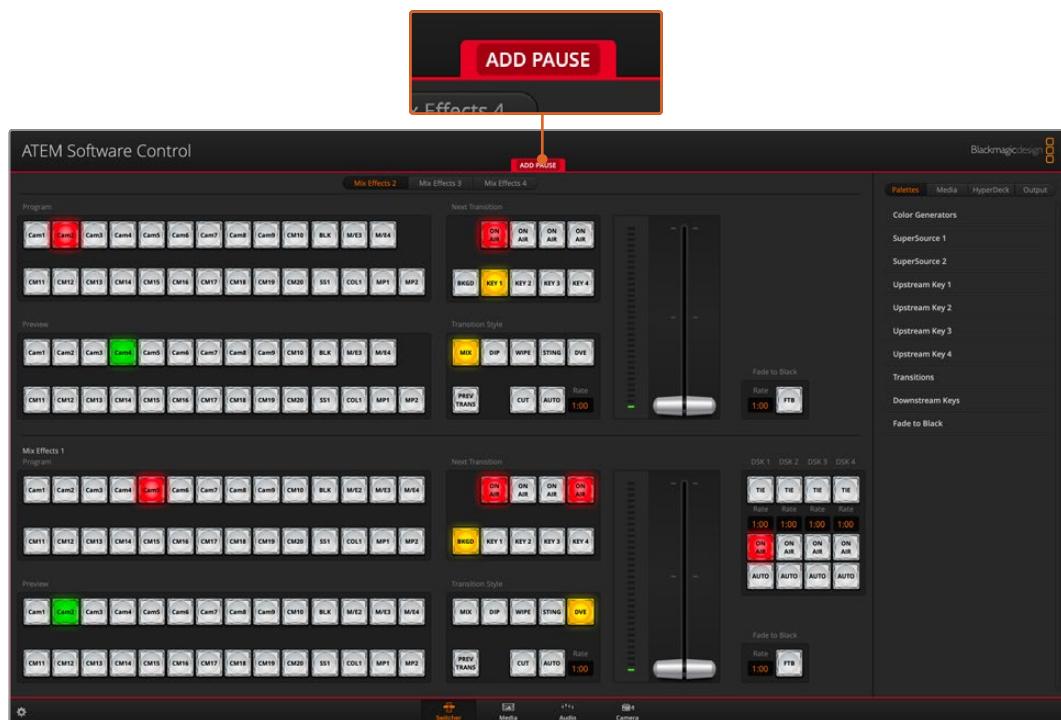 ADD PAUSE
x Effects 4
ATEM Software Control
ADD PAUSE
Blackmagicdesign
Mix Effects 2 Mix Effects 3 Mix Effects 4
Palettes Media HyperDeck Output
Program
Next Transition
Cam1 Cam2 Cam3 Cam4 Cam5 Cam6 Cam7 Cam8 Cam9 CM10 BLK M/E3 M/E4
ON AIR ON AIR ON AIR ON AIR
CM11 CM12 CM13 CM14 CM15 CM16 CM17 CM18 CM19 CM20 SS1 COL1 MP1 MP2
BKGD KEY 1 KEY 2 KEY 3 KEY 4
Preview
Transition Style
Cam1 Cam2 Cam3 Cam4 Cam5 Cam6 Cam7 Cam8 Cam9 CM10 BLK M/E3 M/E4
MIX DIP WIPE STING DVE
CM11 CM12 CM13 CM14 CM15 CM16 CM17 CM18 CM19 CM20 SS1 COL1 MP1 MP2
PREV TRANS CUT AUTO
Rate
1:00
Fade to Black
Rate
1:00 FTB
Color Generators
SuperSource 1
SuperSource 2
Upstream Key 1
Upstream Key 2
Upstream Key 3
Upstream Key 4
Transitions
Downstream Keys
Fade to Black
Mix Effects 1
Program
Next Transition
DSK 1 DSK 2 DSK 3 DSK 4
Cam1 Cam2 Cam3 Cam4 Cam5 Cam6 Cam7 Cam8 Cam9 CM10 BLK M/E2 M/E3 M/E4
ON AIR ON AIR ON AIR ON AIR
TIE TIE TIE TIE
Rate Rate Rate Rate
1:00 1:00 1:00 1:00
CM11 CM12 CM13 CM14 CM15 CM16 CM17 CM18 CM19 CM20 SS1 COL1 MP1 MP2
BKGD KEY 1 KEY 2 KEY 3 KEY 4
ON AIR ON AIR ON AIR ON AIR
AUTO AUTO AUTO AUTO
Preview
Transition Style
Cam1 Cam2 Cam3 Cam4 Cam5 Cam6 Cam7 Cam8 Cam9 CM10 BLK M/E2 M/E3 M/E4
MIX DIP WIPE STING DVE
CM11 CM12 CM13 CM14 CM15 CM16 CM17 CM18 CM19 CM20 SS1 COL1 MP1 MP2
PREV TRANS CUT AUTO
Rate
1:00
Fade to Black
Rate
1:00 FTB
Switcher Media Audio Camera